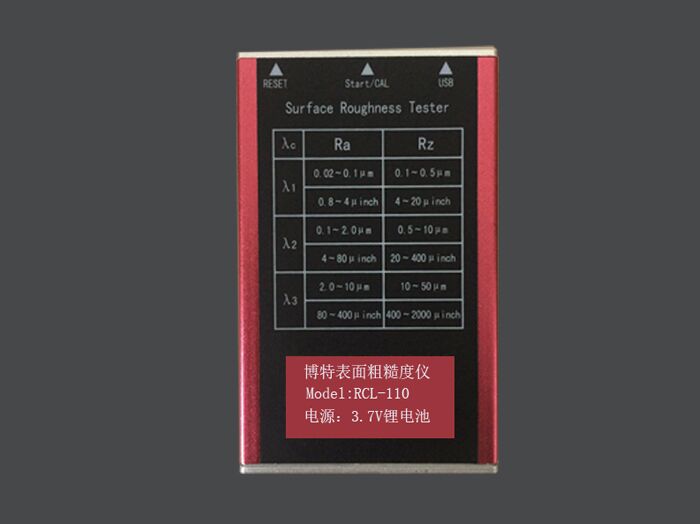 RESET Start/CAL USB
Surface Roughness Tester
λc Ra Rz
λ1 0.02~0.1μm 0.1~0.5μm
0.8~4μinch 4~20μinch
λ2 0.1~2.0μm 0.5~10μm
4~80μinch 20~400μinch
λ3 2.0~10μm 10~50μm
80~400μinch 400~2000μinch
博特表面粗糙度仪
Model:RCL-110
电源: 3.7V锂电池